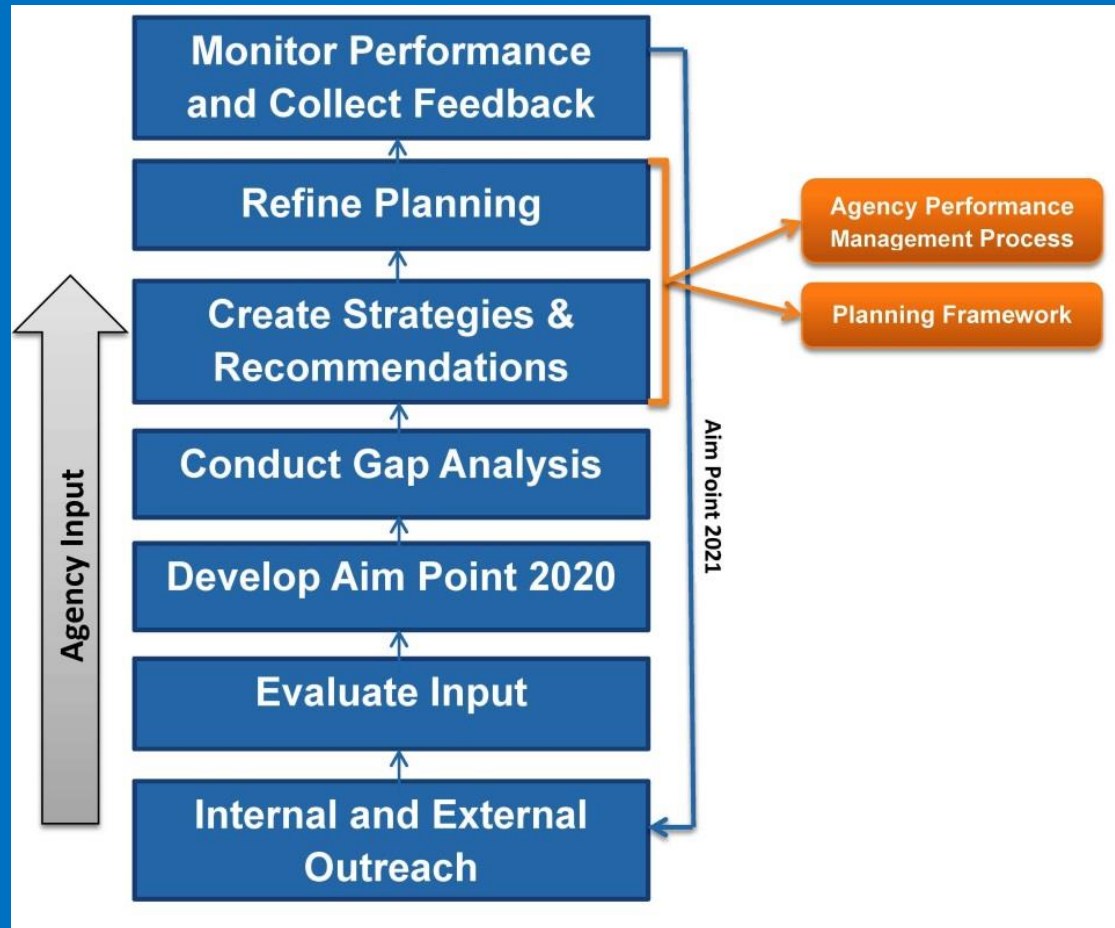 Monitor Performance
and Collect Feedback
Refine Planning
Create Strategies &
Recommendations
Conduct Gap Analysis
Develop Aim Point 2020
Evaluate Input
Internal and External
Outreach
Agency Input
Agency Performance
Management Process
Planning Framework
Aim Point 2021